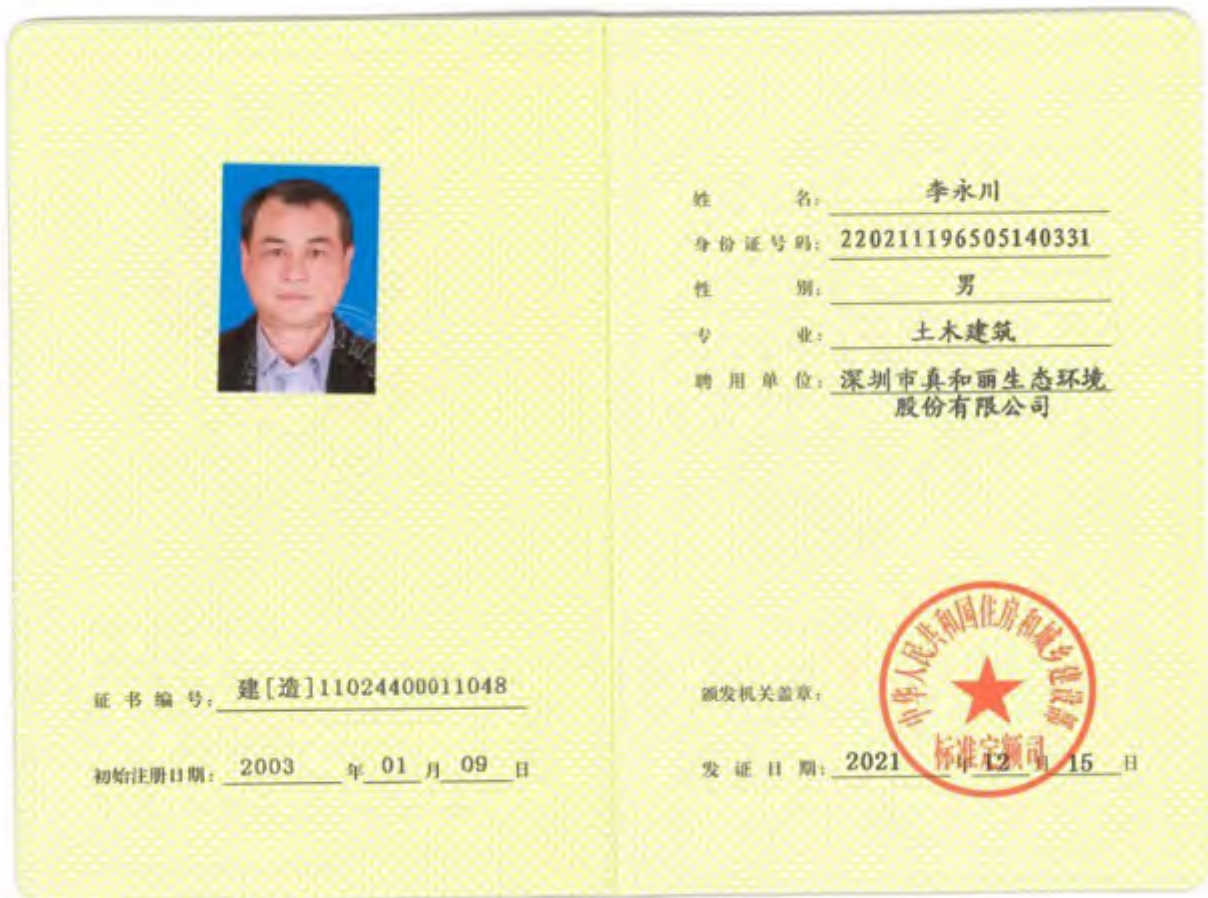 姓 名: 李永川
身份证号码: 220211196505140331
性 别: 男
专 业: 土木建筑
聘用单位: 深圳市真和丽生态环境
股份有限公司
证书编号: 建[造]11024400011048
初始注册日期: 2003 年 01 月 09 日
颁发机关盖章:
中华人民共和国住房和城乡建设部
标准定额司
发证日期: 2021 年 12 月 15 日